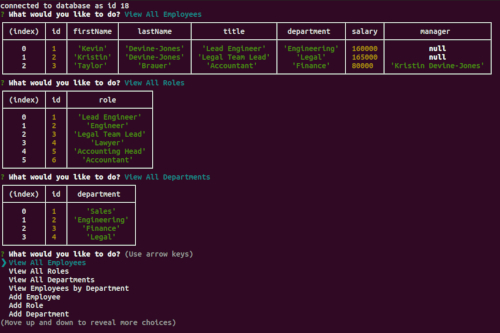 connected to database as id 18
? What would you like to do? View All Employees
(index) id firstName lastName title department salary manager
0 1 'Kevin' 'Devine-Jones' 'Lead Engineer' 'Engineering' 160000 null
1 2 'Kristin' 'Devine-Jones' 'Legal Team Lead' 'Legal' 165000 null
2 3 'Taylor' 'Brauer' 'Accountant' 'Finance' 80000 'Kristin Devine-Jones'
? What would you like to do? View All Roles
(index) id role
0 1 'Lead Engineer'
1 2 'Engineer'
2 3 'Legal Team Lead'
3 4 'Lawyer'
4 5 'Accounting Head'
5 6 'Accountant'
? What would you like to do? View All Departments
(index) id department
0 1 'Sales'
1 2 'Engineering'
2 3 'Finance'
3 4 'Legal'
? What would you like to do? (Use arrow keys)
❯ View All Employees
View All Roles
View All Departments
View Employees by Department
Add Employee
Add Role
Add Department
(Move up and down to reveal more choices)